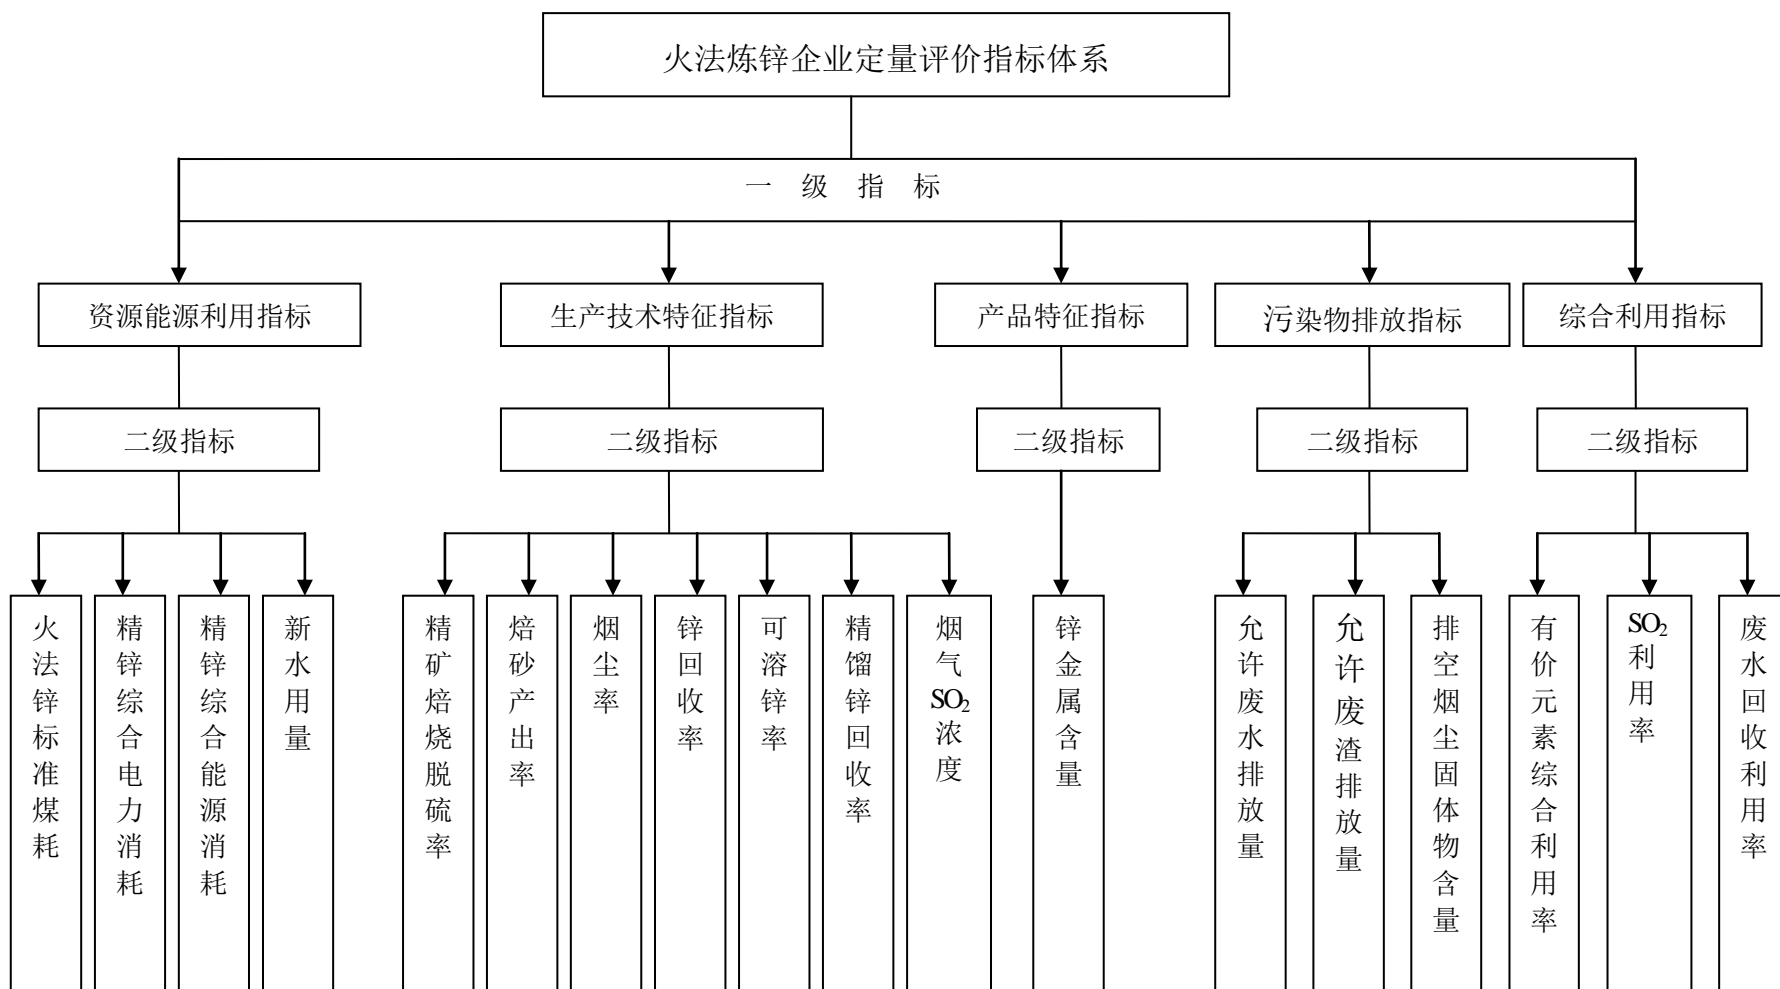 火法炼锌企业定量评价指标体系
一 级 指 标
资源能源利用指标
生产技术特征指标
产品特征指标
污染物排放指标
综合利用指标
二级指标
二级指标
二级指标
二级指标
二级指标
火法锌标准煤耗
精锌综合电力消耗
精锌综合能源消耗
新水用量
精矿焙烧脱硫率
焙砂产出率
烟尘率
锌回收率
可溶锌率
精馏锌回收率
烟气SO₂浓度
锌金属含量
允许废水排放量
允许废渣排放量
排空烟尘固体物含量
有价元素综合利用率
SO₂利用率
废水回收利用率